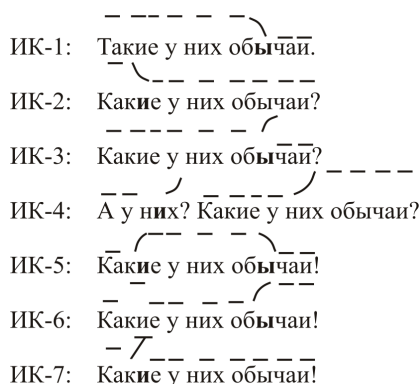 ИК-1: Такие у них обычаи.
ИК-2: Какие у них обычаи?
ИК-3: Какие у них обычаи?
ИК-4: А у них? Какие у них обычаи?
ИК-5: Какие у них обычаи!
ИК-6: Какие у них обычаи!
ИК-7: Какие у них обычаи!